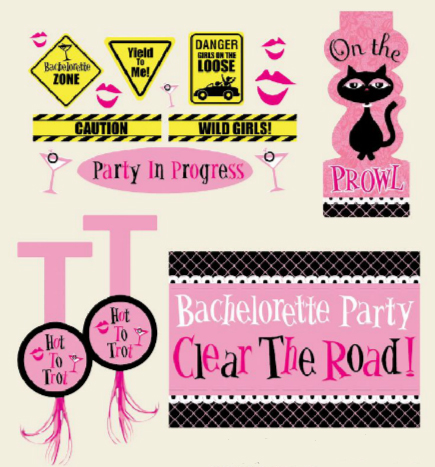 Bachelorette
ZONE
Yield
To
Me!
DANGER
GIRLS ON THE
LOOSE
CAUTION
WILD GIRLS!
Party In Progress
On the
PROWL
Hot
To
Trot
Hot
To
Trot
Bachelorette Party
Clear The Road!